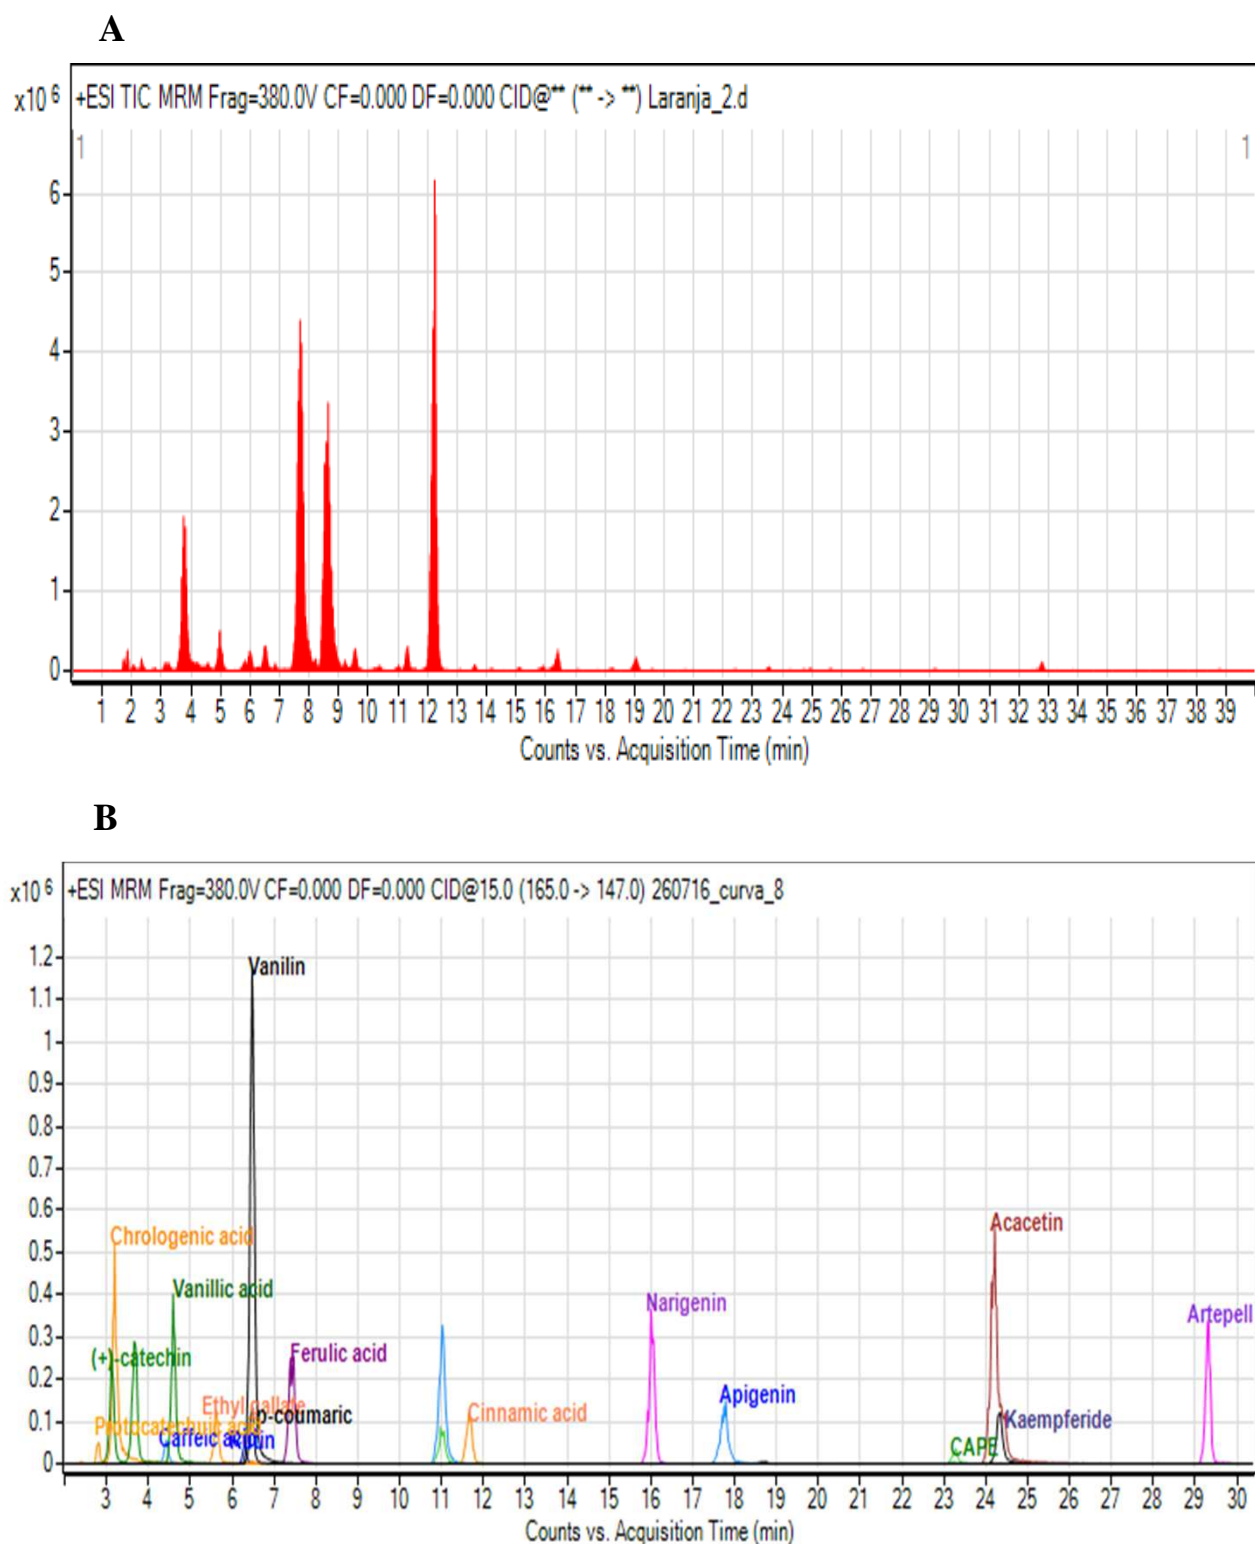 A
x10 6 +ESI TIC MRM Frag=380.0V CF=0.000 DF=0.000 CID@** (** -> **) Laranja_2.d
1 1
6
5
4
3
2
1
0
1 2 3 4 5 6 7 8 9 10 11 12 13 14 15 16 17 18 19 20 21 22 23 24 25 26 27 28 29 30 31 32 33 34 35 36 37 38 39
Counts vs. Acquisition Time (min)
B
x10 6 +ESI MRM Frag=380.0V CF=0.000 DF=0.000 CID@15.0 (165.0 -> 147.0) 260716_curva_8
1.2
Vanilin
1.1
1
0.9
0.8
0.7
0.6
Acacetin
Chrologenic acid
0.5
Vanillic acid
0.4
Narigenin
Artepell
0.3
Ferulic acid
(+)-catechin
0.2
Apigenin
Ethyl gallate
p-coumaric
Cinnamic acid
Kaempferide
0.1
Protocatechuic acid
Caffeic acid
CAPE
0
3 4 5 6 7 8 9 10 11 12 13 14 15 16 17 18 19 20 21 22 23 24 25 26 27 28 29 30
Counts vs. Acquisition Time (min)